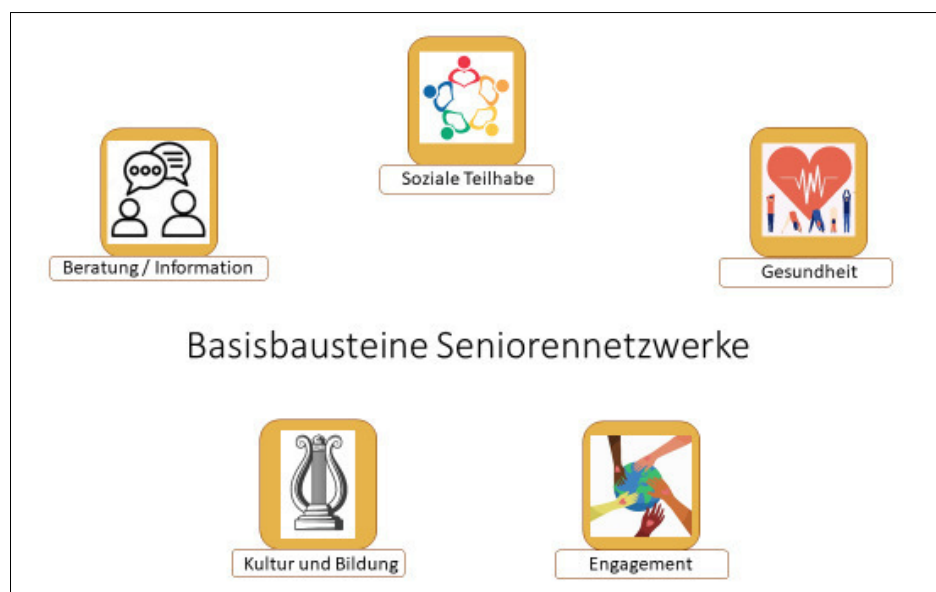 Soziale Teilhabe
Beratung / Information
Gesundheit
Basisbausteine Seniorennetzwerke
Kultur und Bildung
Engagement